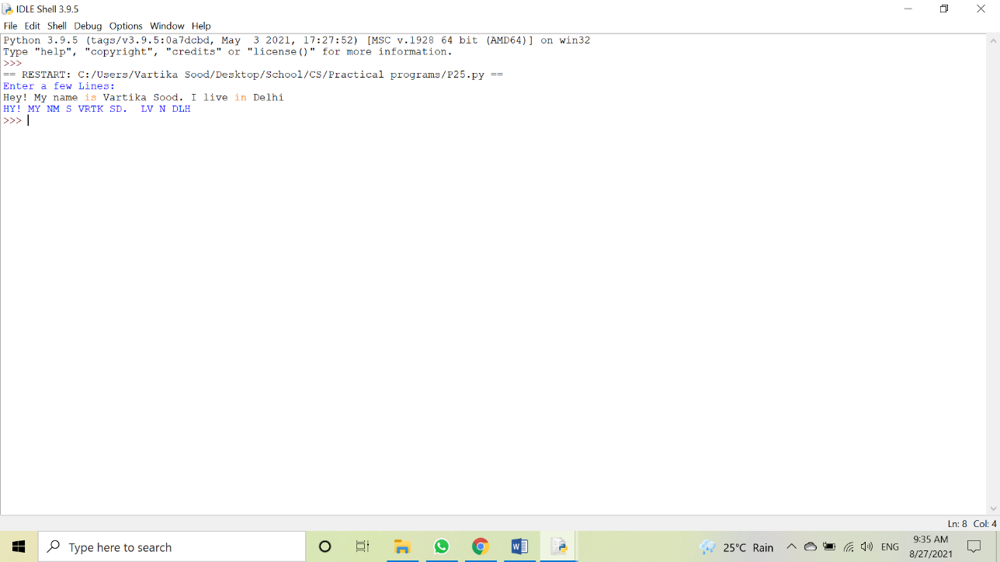 IDLE Shell 3.9.5
File Edit Shell Debug Options Window Help
Python 3.9.5 (tags/v3.9.5:0a7dcbd, May  3 2021, 17:27:52) [MSC v.1928 64 bit (AMD64)] on win32
Type "help", "copyright", "credits" or "license()" for more information.
>>>
== RESTART: C:/Users/Vartika Sood/Desktop/School/CS/Practical programs/P25.py ==
Enter a few Lines:
Hey! My name is Vartika Sood. I live in Delhi
HY! MY NM S VRTK SD.  LV N DLH
>>>
Ln: 8 Col: 4
Type here to search
25°C Rain
ENG
9:35 AM
8/27/2021